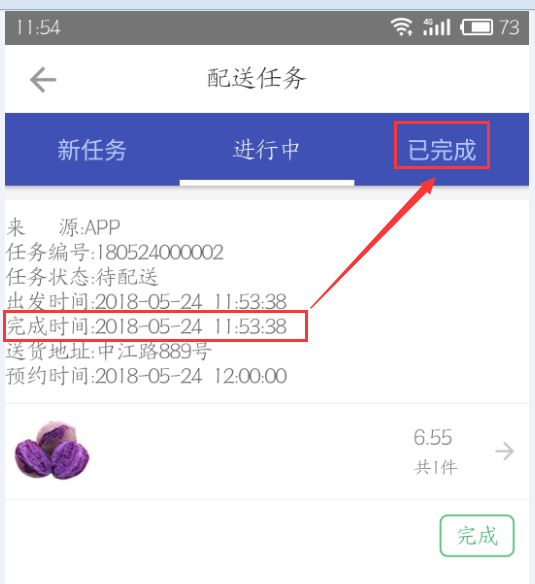 11:54 4G 73
配送任务
新任务 进行中 已完成
来 源:APP
任务编号:180524000002
任务状态:待配送
出发时间:2018-05-24 11:53:38
完成时间:2018-05-24 11:53:38
送货地址:中江路889号
预约时间:2018-05-24 12:00:00
6.55
共1件
完成